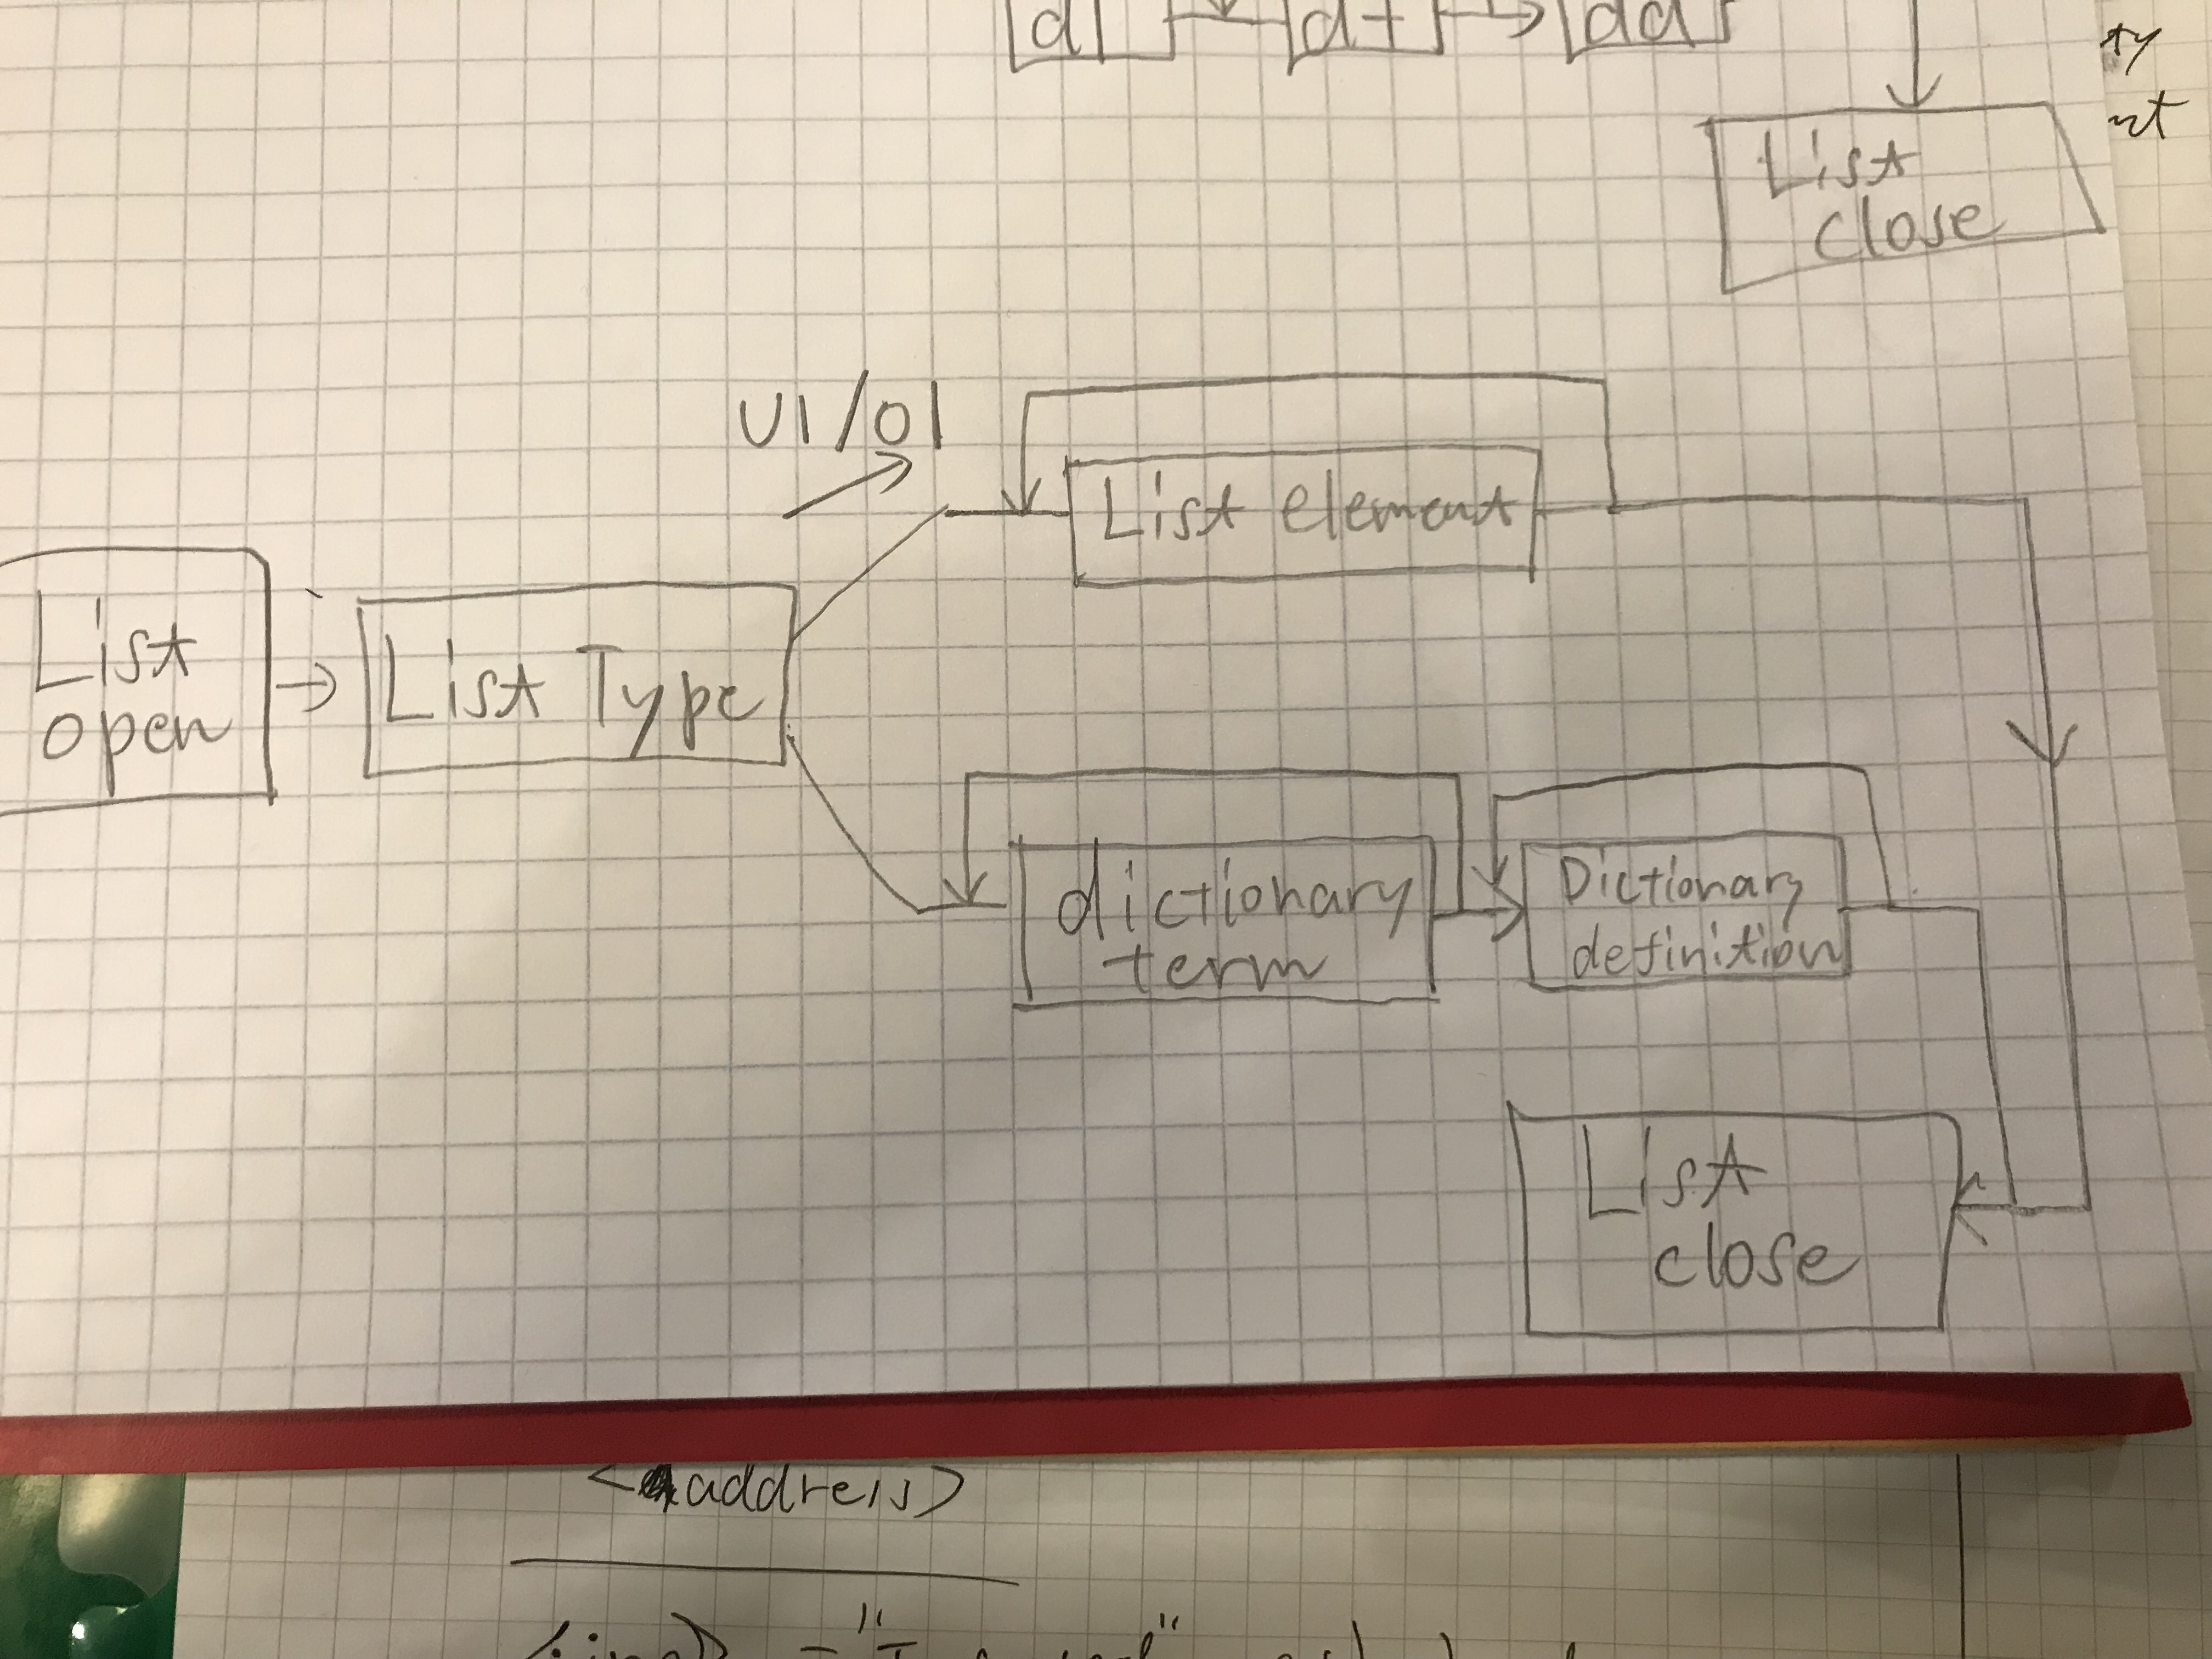 dl dt dd
ty
nt
List
close
ul/ol
List element
List
open
List Type
dictionary
term
Dictionary
definition
List
close
<address>